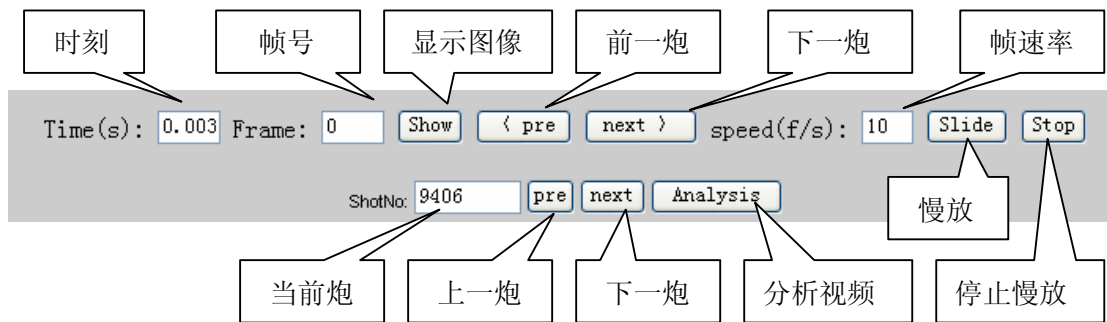 时刻 帧号 显示图像 前一炮 下一炮 帧速率
Time(s): 0.003 Frame: 0 Show < pre next > speed(f/s): 10 Slide Stop
ShotNo: 9406 pre next Analysis
慢放
当前炮 上一炮 下一炮 分析视频 停止慢放